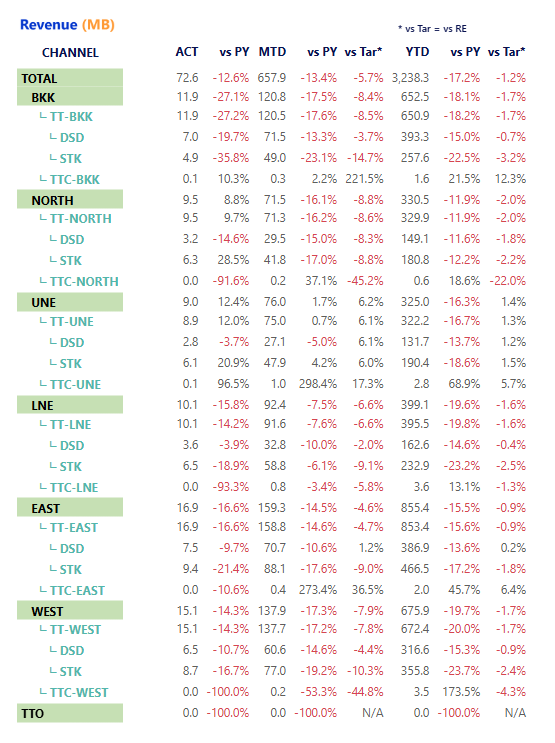 Revenue (MB)
* vs Tar = vs RE
CHANNEL ACT vs PY MTD vs PY vs Tar* YTD vs PY vs Tar*
TOTAL 72.6 -12.6% 657.9 -13.4% -5.7% 3,238.3 -17.2% -1.2%
BKK 11.9 -27.1% 120.8 -17.5% -8.4% 652.5 -18.1% -1.7%
TT-BKK 11.9 -27.2% 120.5 -17.6% -8.5% 650.9 -18.2% -1.7%
DSD 7.0 -19.7% 71.5 -13.3% -3.7% 393.3 -15.0% -0.7%
STK 4.9 -35.8% 49.0 -23.1% -14.7% 257.6 -22.5% -3.2%
TTC-BKK 0.1 10.3% 0.3 2.2% 221.5% 1.6 21.5% 12.3%
NORTH 9.5 8.8% 71.5 -16.1% -8.8% 330.5 -11.9% -2.0%
TT-NORTH 9.5 9.7% 71.3 -16.2% -8.6% 329.9 -11.9% -2.0%
DSD 3.2 -14.6% 29.5 -15.0% -8.3% 149.1 -11.6% -1.8%
STK 6.3 28.5% 41.8 -17.0% -8.8% 180.8 -12.2% -2.2%
TTC-NORTH 0.0 -91.6% 0.2 37.1% -45.2% 0.6 18.6% -22.0%
UNE 9.0 12.4% 76.0 1.7% 6.2% 325.0 -16.3% 1.4%
TT-UNE 8.9 12.0% 75.0 0.7% 6.1% 322.2 -16.7% 1.3%
DSD 2.8 -3.7% 27.1 -5.0% 6.1% 131.7 -13.7% 1.2%
STK 6.1 20.9% 47.9 4.2% 6.0% 190.4 -18.6% 1.5%
TTC-UNE 0.1 96.5% 1.0 298.4% 17.3% 2.8 68.9% 5.7%
LNE 10.1 -15.8% 92.4 -7.5% -6.6% 399.1 -19.6% -1.6%
TT-LNE 10.1 -14.2% 91.6 -7.6% -6.6% 395.5 -19.8% -1.6%
DSD 3.6 -3.9% 32.8 -10.0% -2.0% 162.6 -14.6% -0.4%
STK 6.5 -18.9% 58.8 -6.1% -9.1% 232.9 -23.2% -2.5%
TTC-LNE 0.0 -93.3% 0.8 -3.4% -5.8% 3.6 13.1% -1.3%
EAST 16.9 -16.6% 159.3 -14.5% -4.6% 855.4 -15.5% -0.9%
TT-EAST 16.9 -16.6% 158.8 -14.6% -4.7% 853.4 -15.6% -0.9%
DSD 7.5 -9.7% 70.7 -10.6% 1.2% 386.9 -13.6% 0.2%
STK 9.4 -21.4% 88.1 -17.6% -9.0% 466.5 -17.2% -1.8%
TTC-EAST 0.0 -10.6% 0.4 273.4% 36.5% 2.0 45.7% 6.4%
WEST 15.1 -14.3% 137.9 -17.3% -7.9% 675.9 -19.7% -1.7%
TT-WEST 15.1 -14.3% 137.7 -17.2% -7.8% 672.4 -20.0% -1.7%
DSD 6.5 -10.7% 60.6 -14.6% -4.4% 316.6 -15.3% -0.9%
STK 8.7 -16.7% 77.0 -19.2% -10.3% 355.8 -23.7% -2.4%
TTC-WEST 0.0 -100.0% 0.2 -53.3% -44.8% 3.5 173.5% -4.3%
TTO 0.0 -100.0% 0.0 -100.0% N/A 0.0 -100.0% N/A